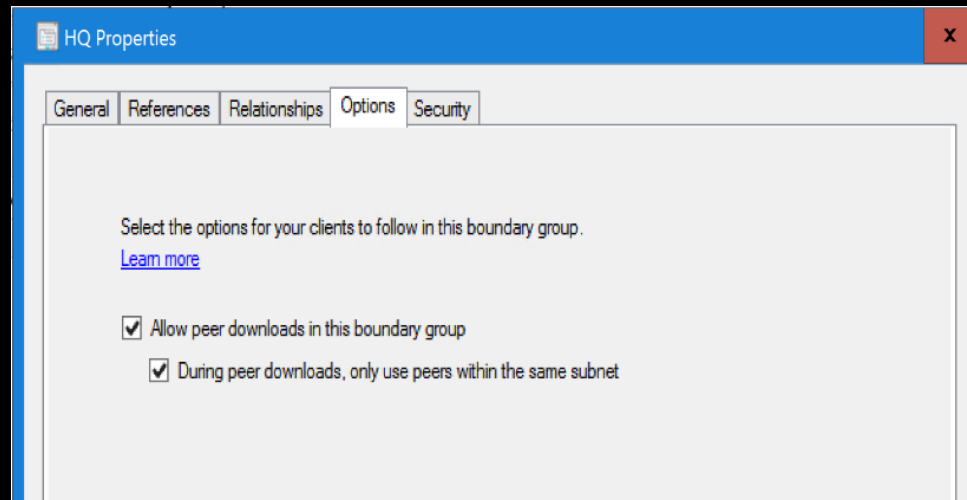 HQ Properties
x
General References Relationships Options Security
Select the options for your clients to follow in this boundary group.
Learn more
Allow peer downloads in this boundary group
During peer downloads, only use peers within the same subnet